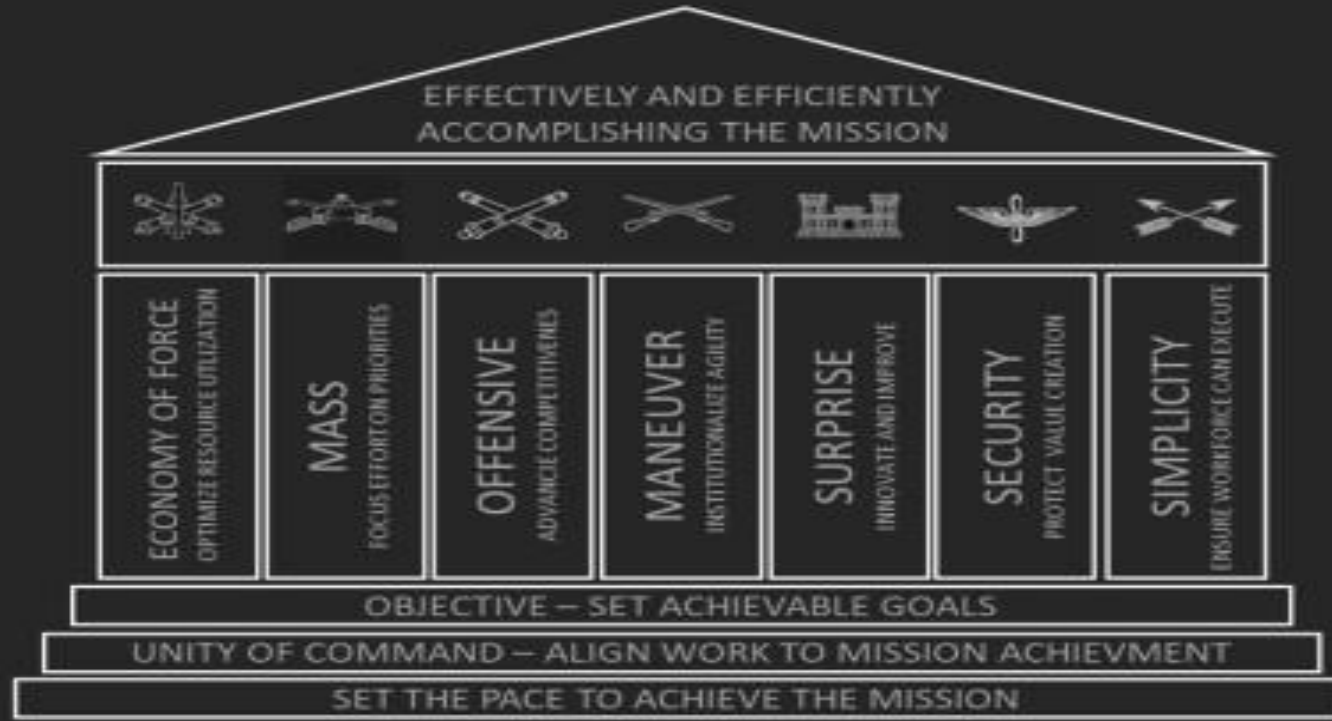 EFFECTIVELY AND EFFICIENTLY
ACCOMPLISHING THE MISSION
ECONOMY OF FORCE
OPTIMIZE RESOURCE UTILIZATION
MASS
FOCUS EFFORT ON PRIORITIES
OFFENSIVE
ADVANCIE COMPETITIVENES
MANEUVER
INSTITUTIONALIZE AGILITY
SURPRISE
INNOVATE AND IMPROVE
SECURITY
PROTECT VALUE CREATION
SIMPLICITY
ENSURE WORKFORCE CAN EXECUTE
OBJECTIVE – SET ACHIEVABLE GOALS
UNITY OF COMMAND – ALIGN WORK TO MISSION ACHIEVMENT
SET THE PACE TO ACHIEVE THE MISSION